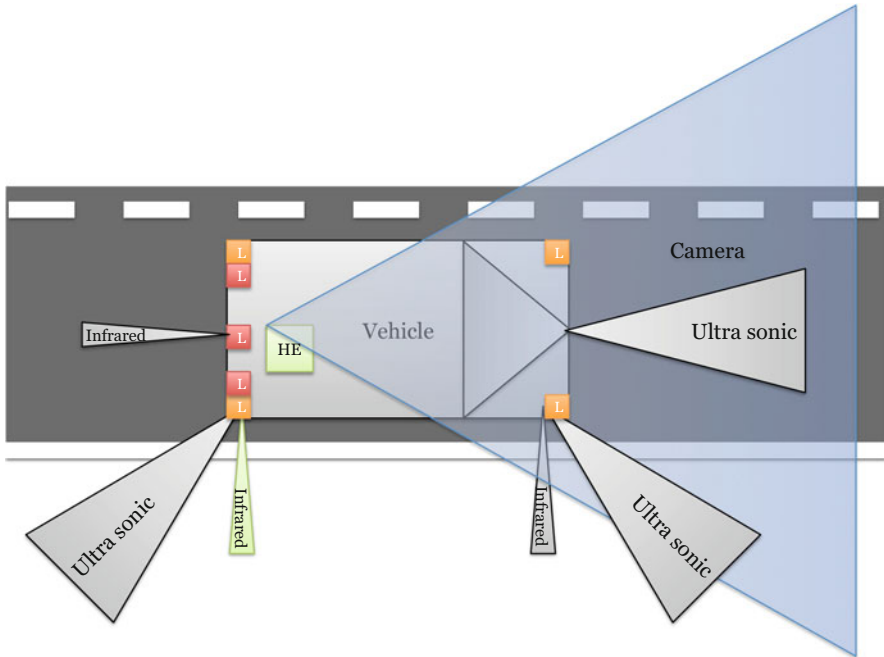 L
L
L
Camera
Infrared
L
Vehicle
Ultra sonic
HE
L
L
L
Ultra sonic
Infrared
Infrared
Ultra sonic